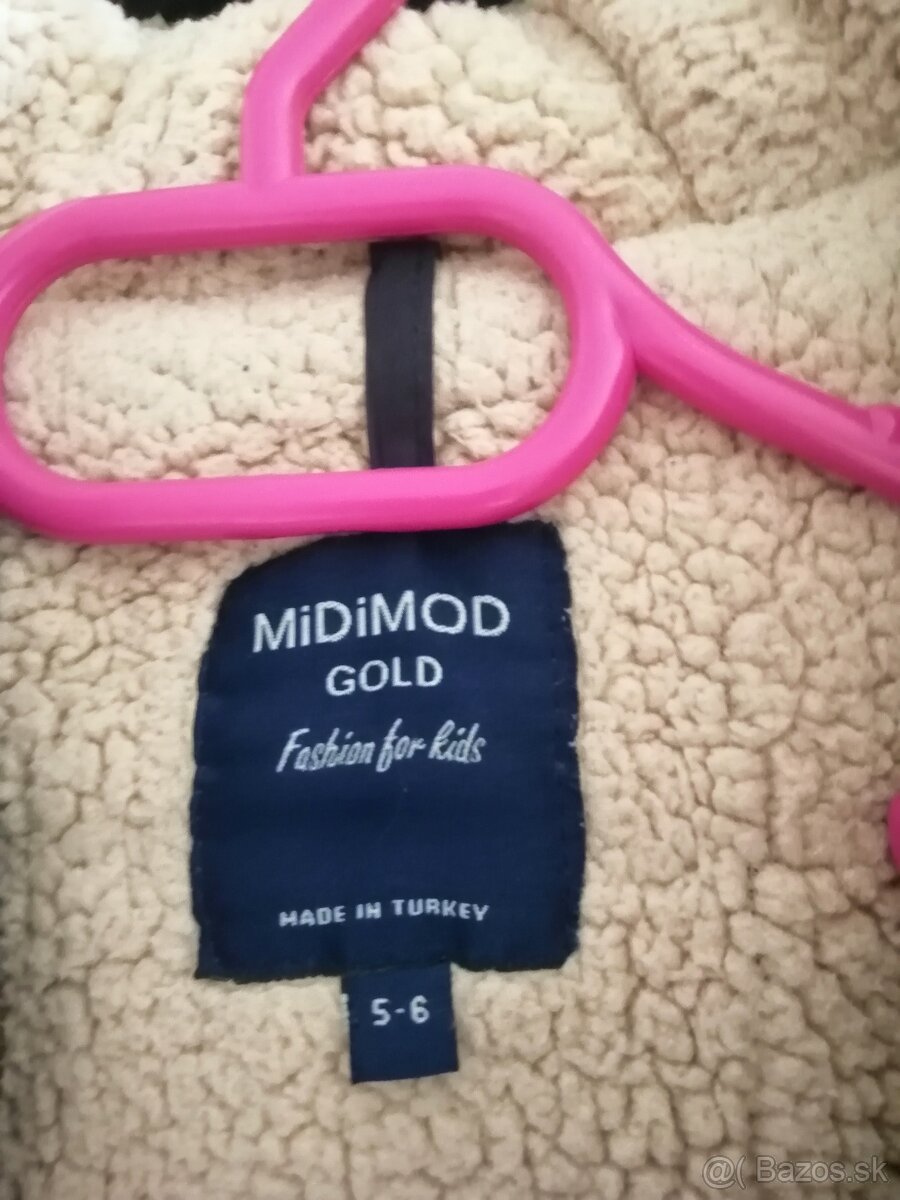 MiDiMOD
GOLD
Fashion for kids
MADE IN TURKEY
5-6
@( Bazos.sk